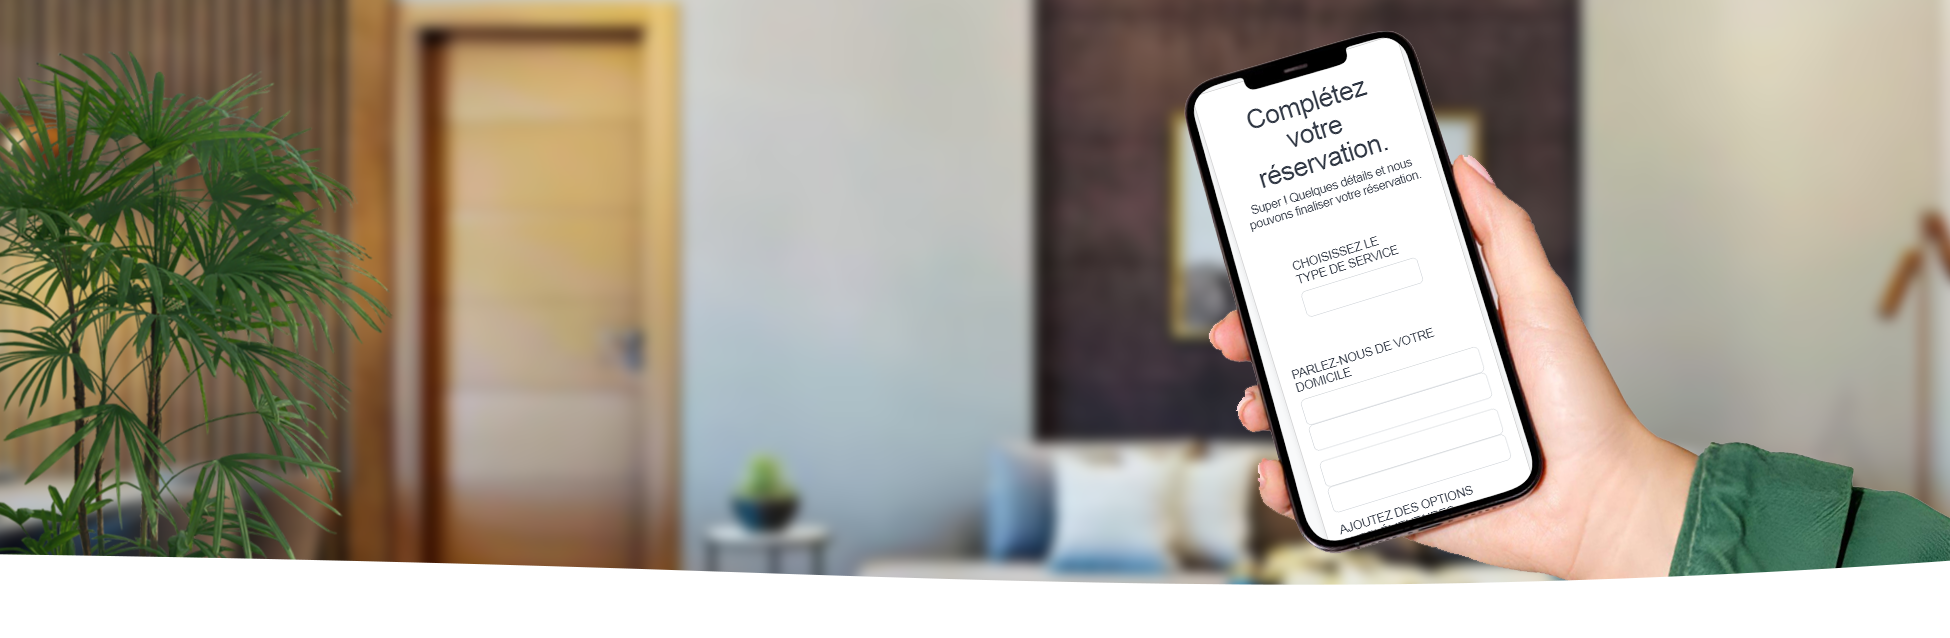 Complétez
votre
réservation.
Super ! Quelques détails et nous
pouvons finaliser votre réservation.
CHOISISSEZ LE
TYPE DE SERVICE
PARLEZ-NOUS DE VOTRE
DOMICILE
AJOUTEZ DES OPTIONS